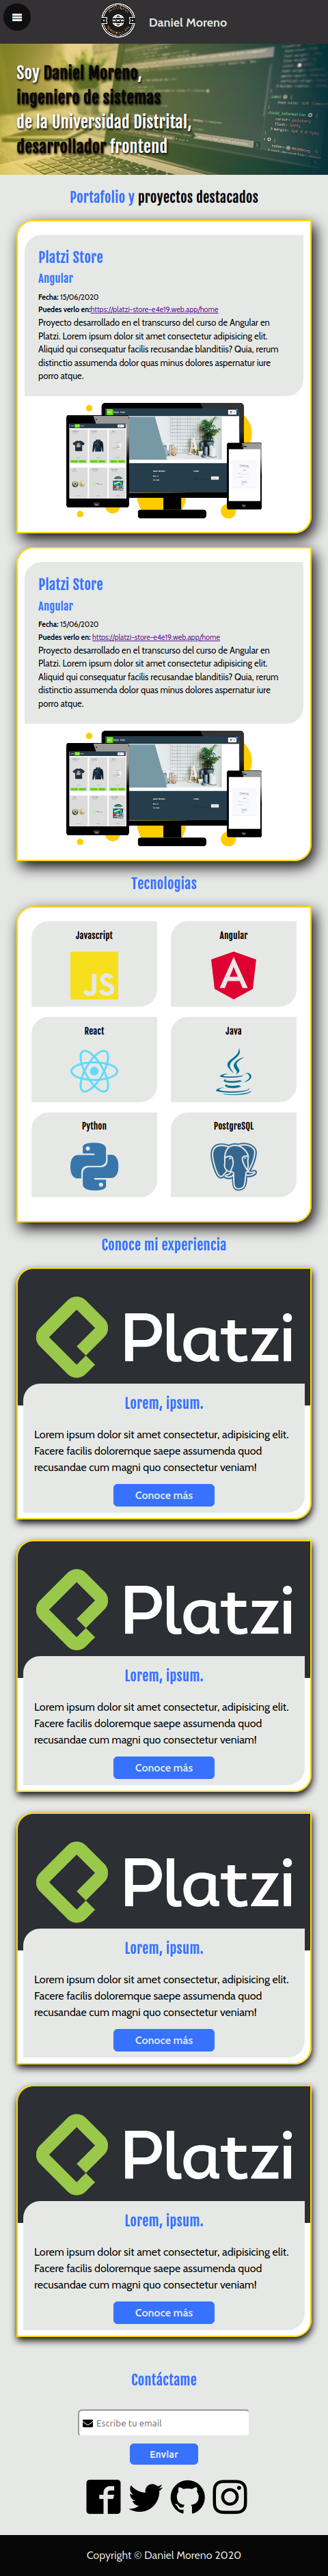 Daniel Moreno
Soy Daniel Moreno,
ingeniero de sistemas
de la Universidad Distrital,
desarrollador frontend
Portafolio y proyectos destacados
Platzi Store
Angular
Fecha: 15/06/2020
Puedes verlo en:https://platzi-store-e4e19.web.app/home
Proyecto desarrollado en el transcurso del curso de Angular en
Platzi. Lorem ipsum dolor sit amet consectetur adipisicing elit.
Aliquid qui consequatur facilis recusandae blanditiis? Quia, rerum
distinctio assumenda dolor quas minus dolores aspernatur iure
porro atque.
Platzi Store
Angular
Fecha: 15/06/2020
Puedes verlo en: https://platzi-store-e4e19.web.app/home
Proyecto desarrollado en el transcurso del curso de Angular en
Platzi. Lorem ipsum dolor sit amet consectetur adipisicing elit.
Aliquid qui consequatur facilis recusandae blanditiis? Quia, rerum
distinctio assumenda dolor quas minus dolores aspernatur iure
porro atque.
Tecnologias
Javascript
Angular
JS
A
React
Java
Python
PostgreSQL
Conoce mi experiencia
Platzi
Lorem, ipsum.
Lorem ipsum dolor sit amet consectetur, adipisicing elit.
Facere facilis doloremque saepe assumenda quod
recusandae cum magni quo consectetur veniam!
Conoce más
Platzi
Lorem, ipsum.
Lorem ipsum dolor sit amet consectetur, adipisicing elit.
Facere facilis doloremque saepe assumenda quod
recusandae cum magni quo consectetur veniam!
Conoce más
Platzi
Lorem, ipsum.
Lorem ipsum dolor sit amet consectetur, adipisicing elit.
Facere facilis doloremque saepe assumenda quod
recusandae cum magni quo consectetur veniam!
Conoce más
Platzi
Lorem, ipsum.
Lorem ipsum dolor sit amet consectetur, adipisicing elit.
Facere facilis doloremque saepe assumenda quod
recusandae cum magni quo consectetur veniam!
Conoce más
Contáctame
Escribe tu email
Enviar
Copyright © Daniel Moreno 2020